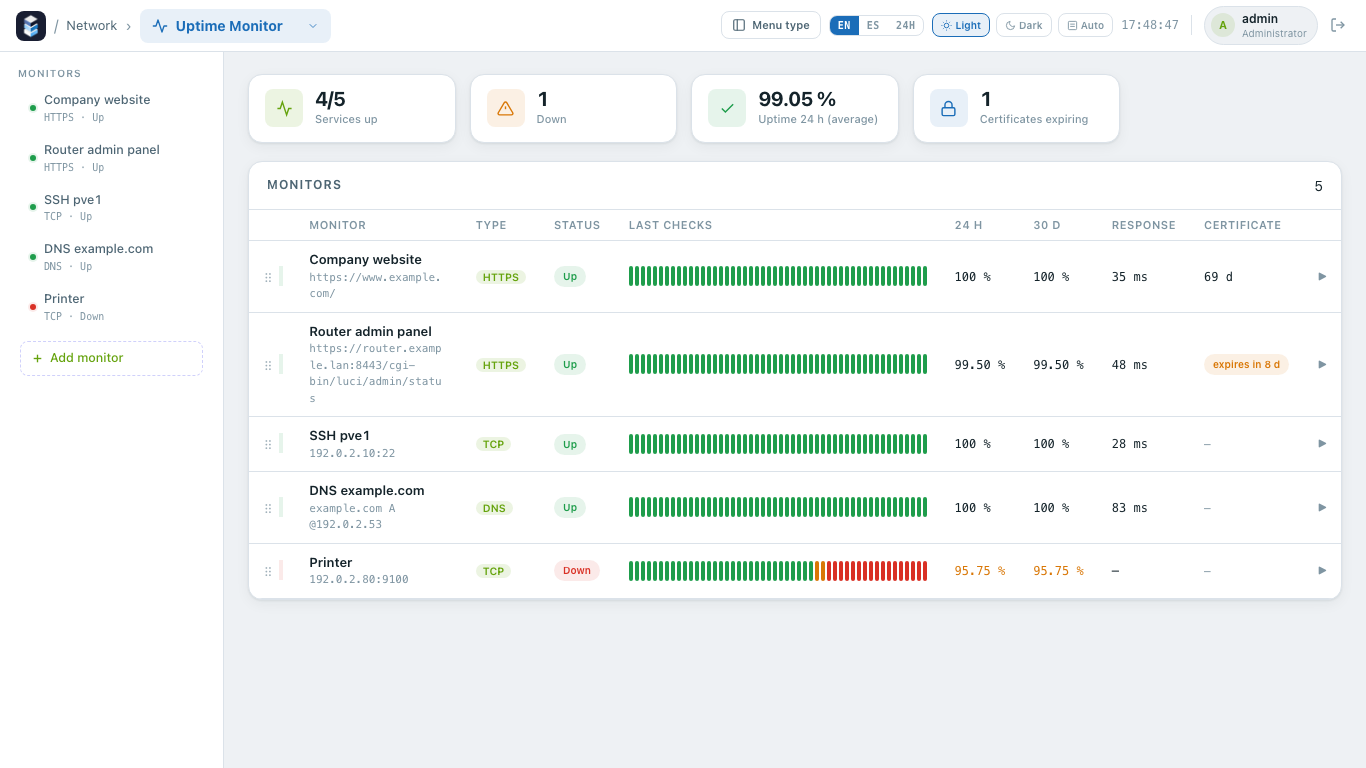 / Network › Uptime Monitor
Menu type
EN ES 24H
Light
Dark
Auto
17:48:47
A
admin
Administrator
MONITORS
Company website
HTTPS · Up
Router admin panel
HTTPS · Up
SSH pve1
TCP · Up
DNS example.com
DNS · Up
Printer
TCP · Down
+ Add monitor
4/5
Services up
1
Down
99.05 %
Uptime 24 h (average)
1
Certificates expiring
MONITORS 5
MONITOR TYPE STATUS LAST CHECKS 24 H 30 D RESPONSE CERTIFICATE
Company website
https://www.example.
com/
HTTPS Up 100 % 100 % 35 ms 69 d
Router admin panel
https://router.examp
le.lan:8443/cgi-
bin/luci/admin/statu
s
HTTPS Up 99.50 % 99.50 % 48 ms expires in 8 d
SSH pve1
192.0.2.10:22
TCP Up 100 % 100 % 28 ms –
DNS example.com
example.com A
@192.0.2.53
DNS Up 100 % 100 % 83 ms –
Printer
192.0.2.80:9100
TCP Down 95.75 % 95.75 % – –